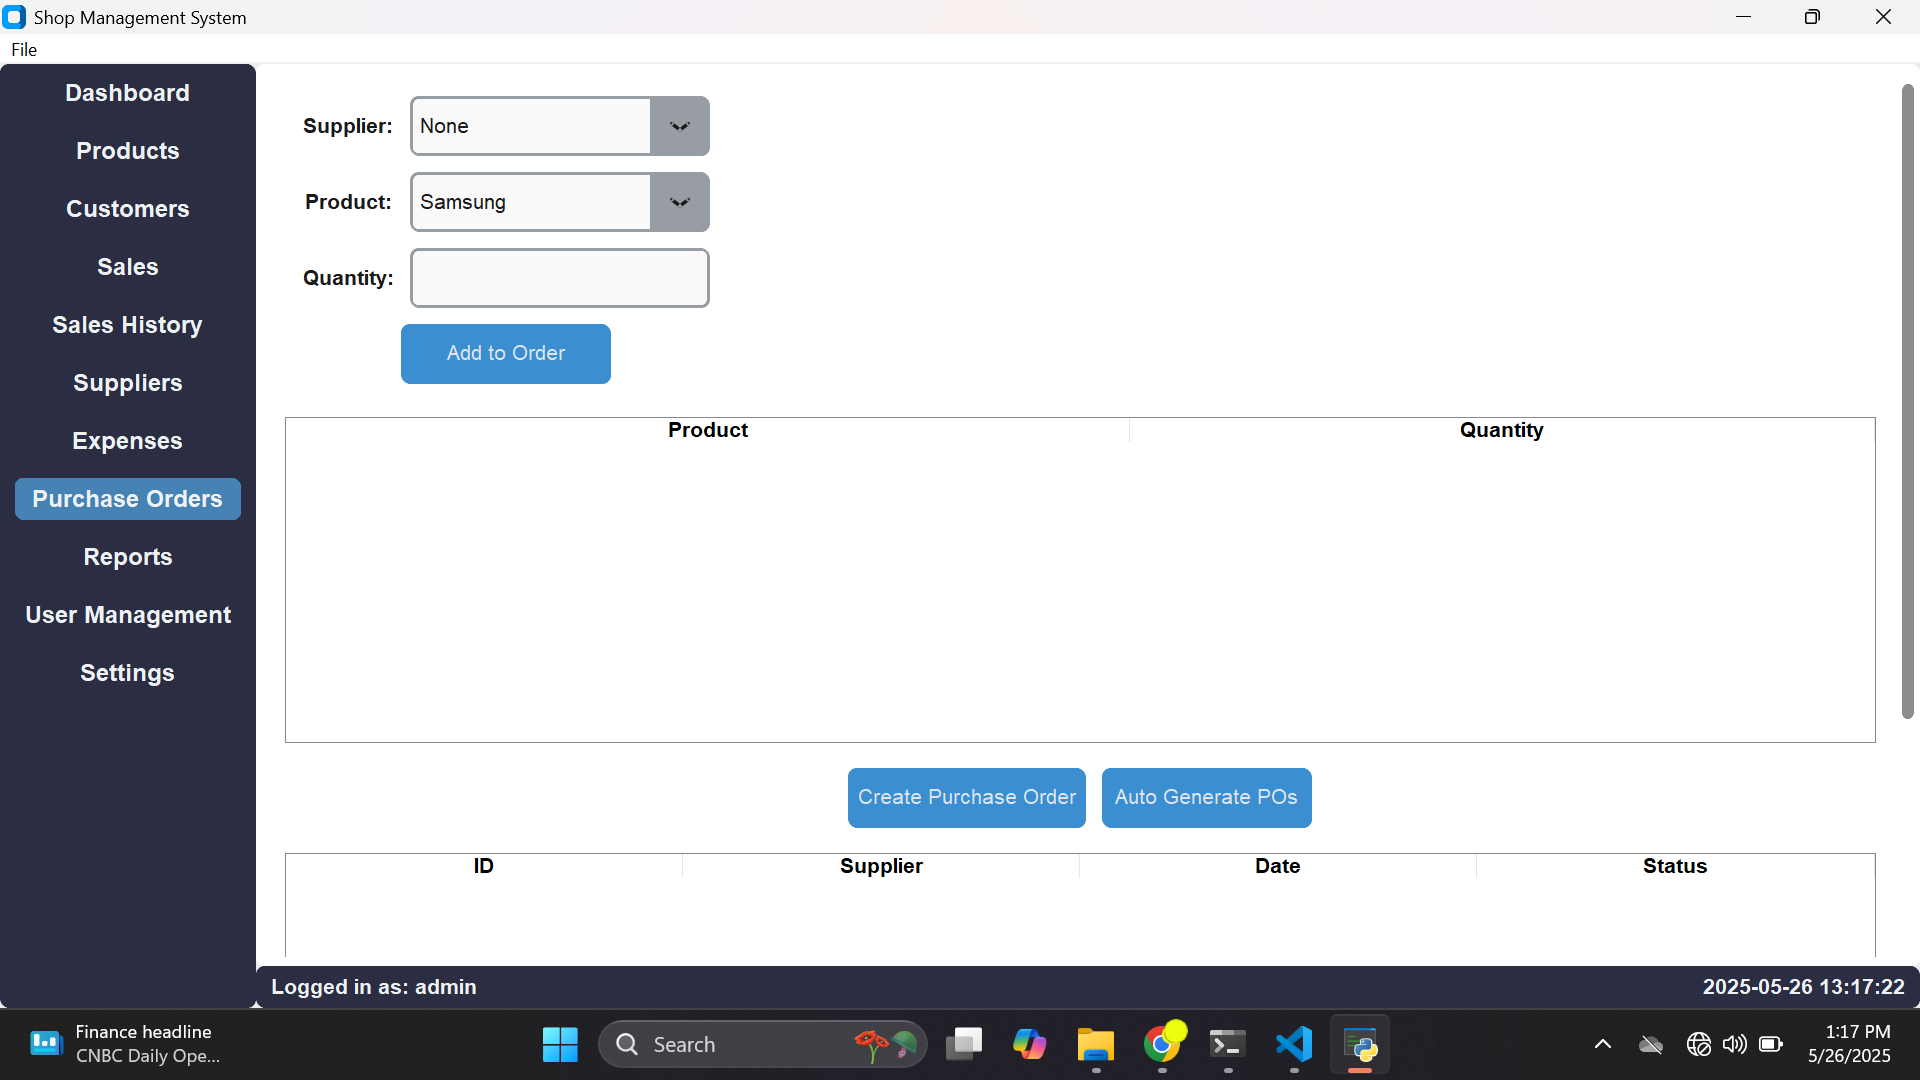 Shop Management System
File
Dashboard
Products
Customers
Sales
Sales History
Suppliers
Expenses
Purchase Orders
Reports
User Management
Settings
Supplier: None
Product: Samsung
Quantity:
Add to Order
Product Quantity
Create Purchase Order Auto Generate POs
ID Supplier Date Status
Logged in as: admin 2025-05-26 13:17:22
Finance headline
CNBC Daily Ope...
Search
1:17 PM
5/26/2025